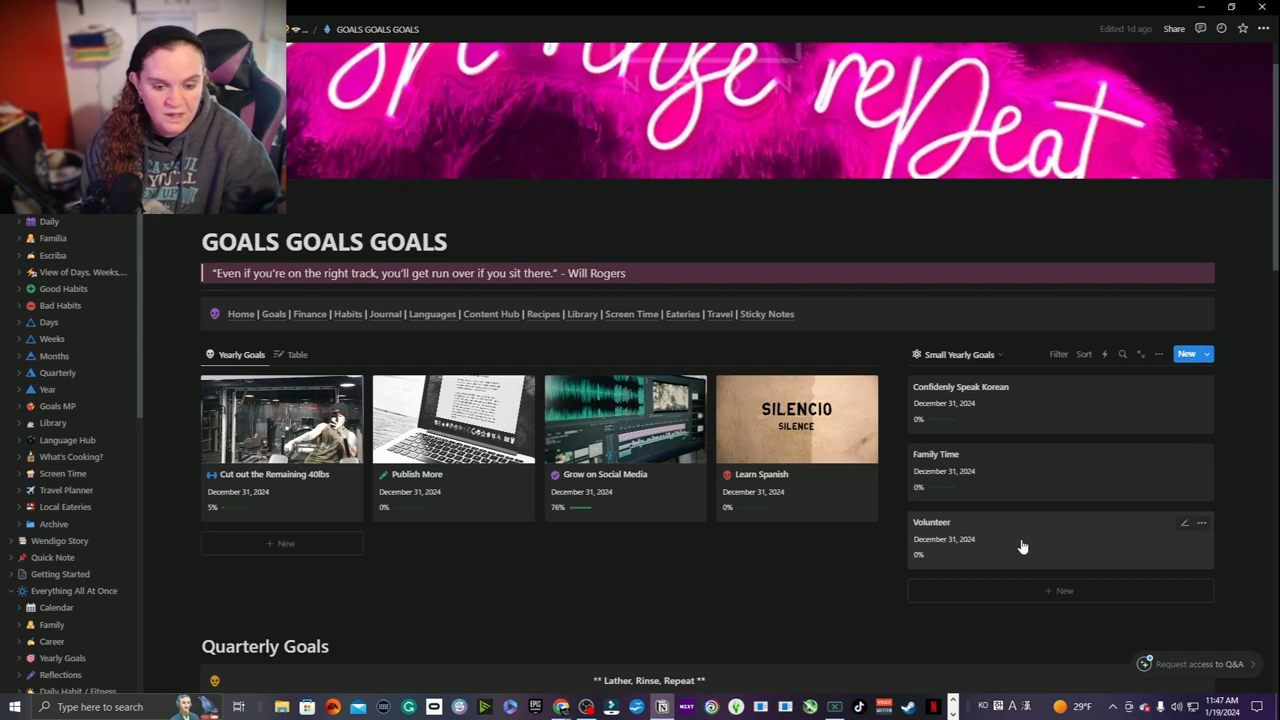 GOALS GOALS GOALS
Edited 1d ago
Share
rinse repeat
GOALS GOALS GOALS
“Even if you're on the right track, you'll get run over if you sit there.” - Will Rogers
Home | Goals | Finance | Habits | Journal | Languages | Content Hub | Recipes | Library | Screen Time | Eateries | Travel | Sticky Notes
Yearly Goals
Table
Small Yearly Goals
Filter
Sort
New
SILENCIO
SILENCE
Cut out the Remaining 40lbs
December 31, 2024
5%
Publish More
December 31, 2024
0%
Grow on Social Media
December 31, 2024
76%
Learn Spanish
December 31, 2024
0%
+ New
Confidenly Speak Korean
December 31, 2024
0%
Family Time
December 31, 2024
0%
Volunteer
December 31, 2024
0%
+ New
Quarterly Goals
** Lather, Rinse, Repeat **
Request access to Q&A
Daily
Familia
Escriba
View of Days, Weeks,...
Good Habits
Bad Habits
Days
Weeks
Months
Quarterly
Year
Goals MP
Library
Language Hub
What's Cooking?
Screen Time
Travel Planner
Local Eateries
Archive
Wendigo Story
Quick Note
Getting Started
Everything All At Once
Calendar
Family
Career
Yearly Goals
Reflections
Daily Habit / Fitness
Type here to search
29°F
11:47 AM
1/19/2024